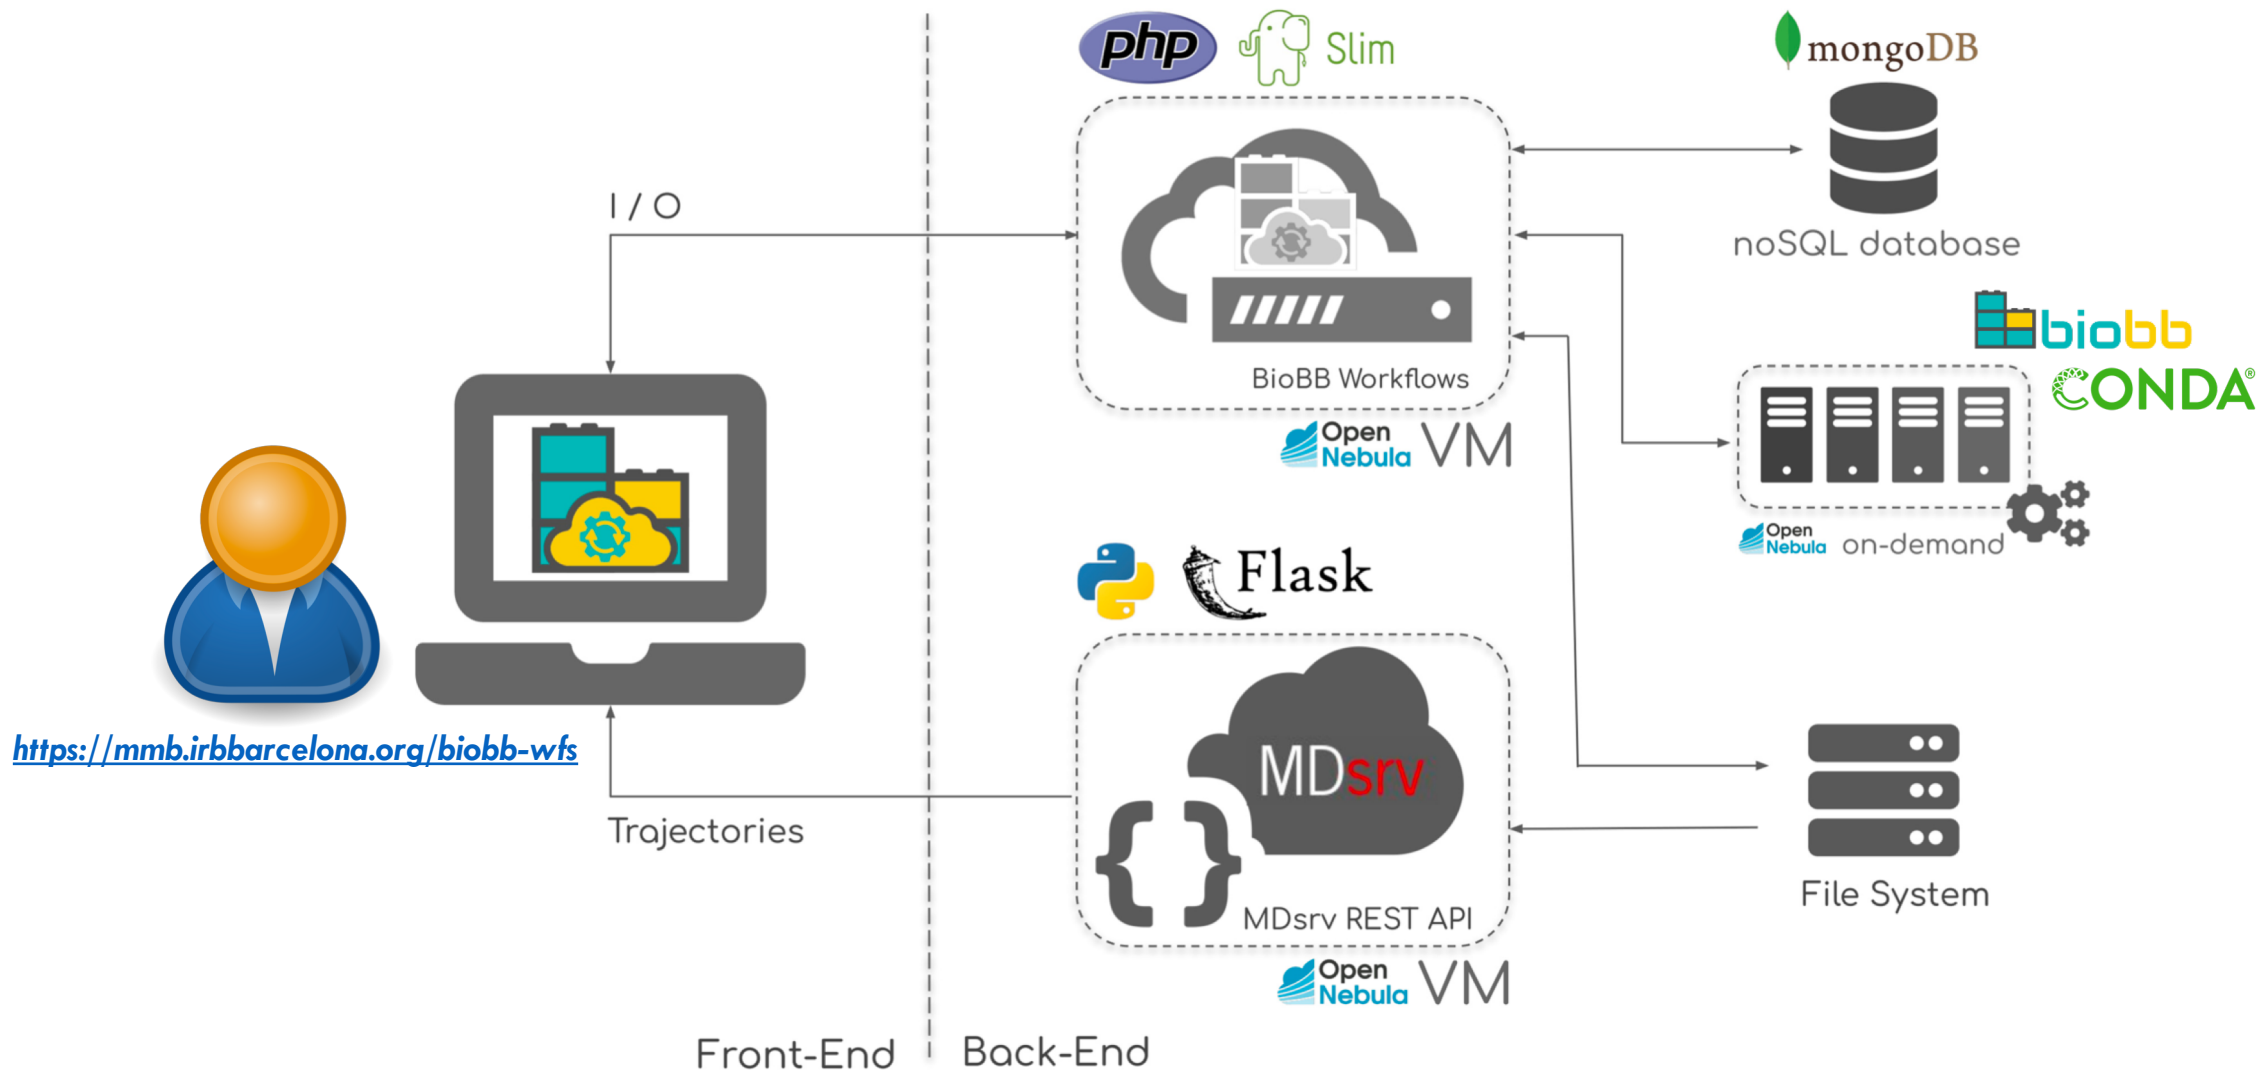 php
Slim
mongoDB
I / O
noSQL database
biobb
CONDA®
BioBB Workflows
Open
Nebula
VM
Open
Nebula
on-demand
Flask
https://mmb.irbbarcelona.org/biobb-wfs
MDsrv
Trajectories
File System
MDsrv REST API
Open
Nebula
VM
Front-End
Back-End